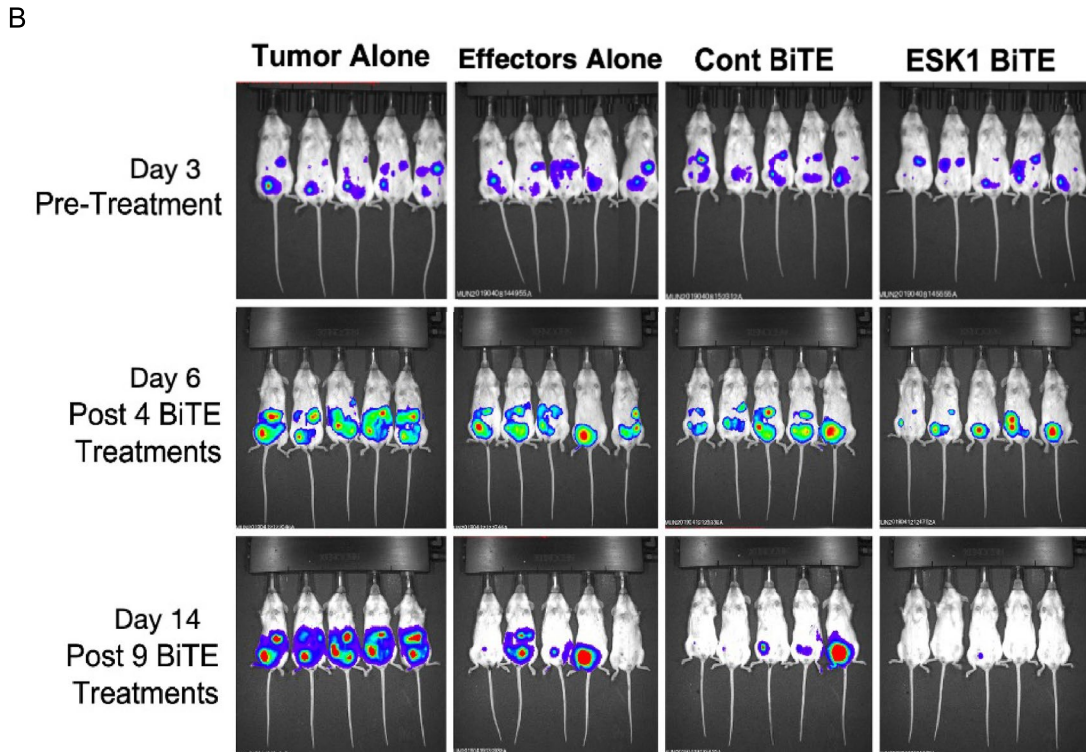 B
Tumor Alone
Effectors Alone
Cont BiTE
ESK1 BiTE
Day 3
Pre-Treatment
MUN20190408144955A
Day 6
Post 4 BiTE
Treatments
Day 14
Post 9 BiTE
Treatments